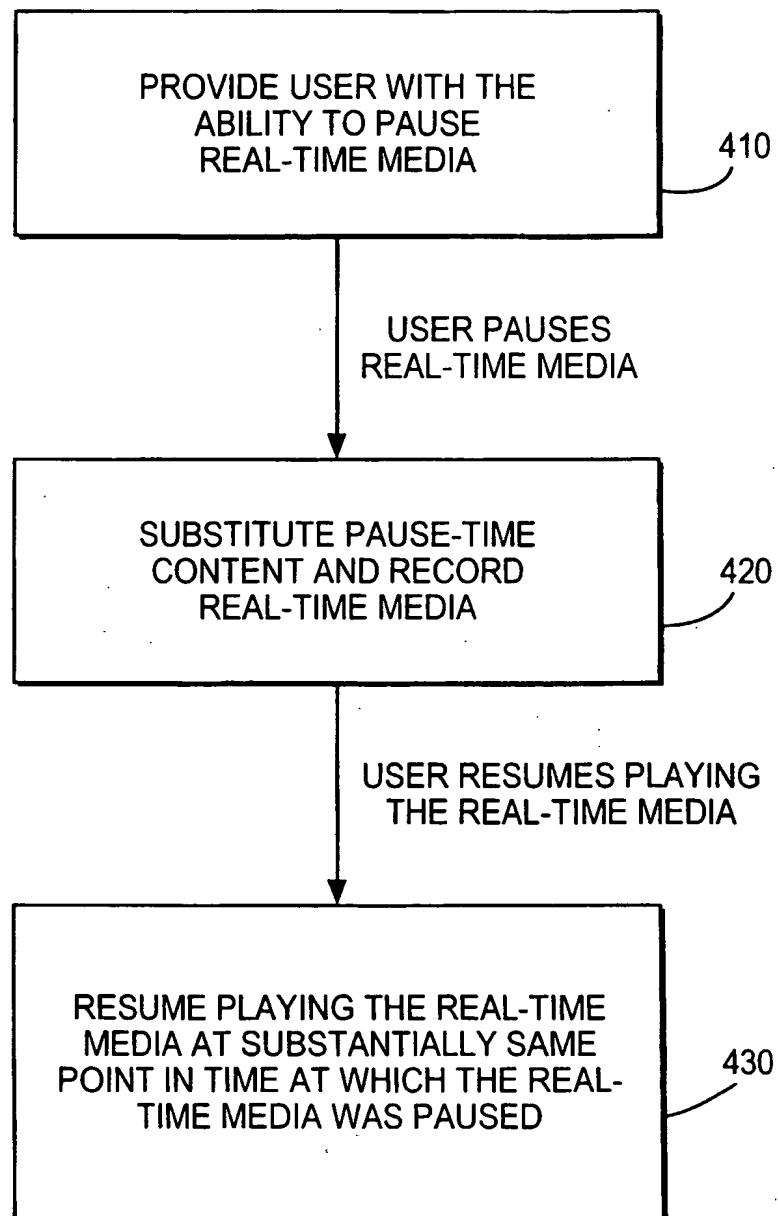 PROVIDE USER WITH THE
ABILITY TO PAUSE
REAL-TIME MEDIA
410
USER PAUSES
REAL-TIME MEDIA
SUBSTITUTE PAUSE-TIME
CONTENT AND RECORD
REAL-TIME MEDIA
420
USER RESUMES PLAYING
THE REAL-TIME MEDIA
RESUME PLAYING THE REAL-TIME
MEDIA AT SUBSTANTIALLY SAME
POINT IN TIME AT WHICH THE REAL-
TIME MEDIA WAS PAUSED
430